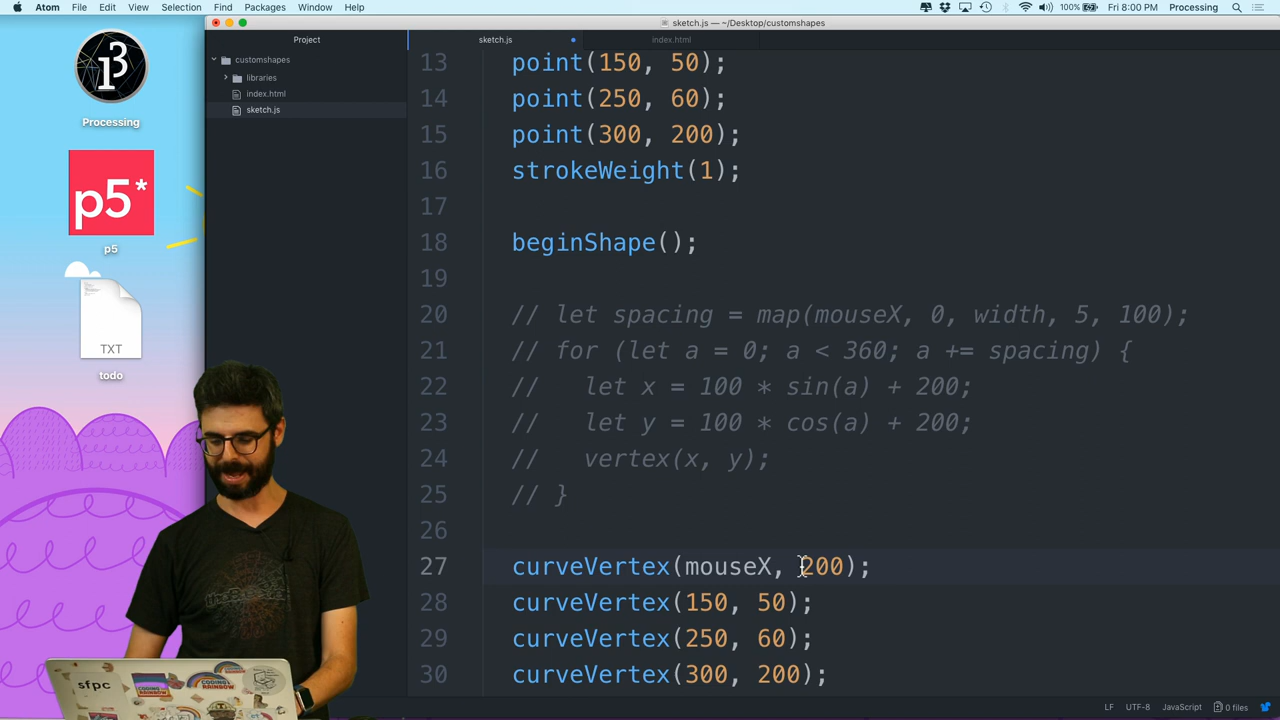 Atom File Edit View Selection Find Packages Window Help
100% Fri 8:00 PM Processing
sketch.js — ~/Desktop/customshapes
Project
sketch.js
index.html
customshapes
libraries
index.html
sketch.js
Processing
p5*
p5
TXT
todo
13 point(150, 50);
14 point(250, 60);
15 point(300, 200);
16 strokeWeight(1);
17
18 beginShape();
19
20 // let spacing = map(mouseX, 0, width, 5, 100);
21 // for (let a = 0; a < 360; a += spacing) {
22 // let x = 100 * sin(a) + 200;
23 // let y = 100 * cos(a) + 200;
24 // vertex(x, y);
25 // }
26
27 curveVertex(mouseX, 200);
28 curveVertex(150, 50);
29 curveVertex(250, 60);
30 curveVertex(300, 200);
sfpc
CODING
RAINBOW
LF UTF-8 JavaScript 0 files